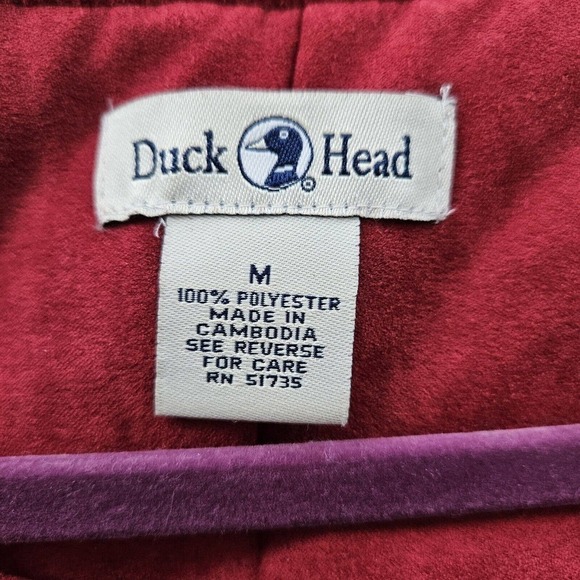 Duck Head ®
M
100% POLYESTER
MADE IN
CAMBODIA
SEE REVERSE
FOR CARE
RN 51735